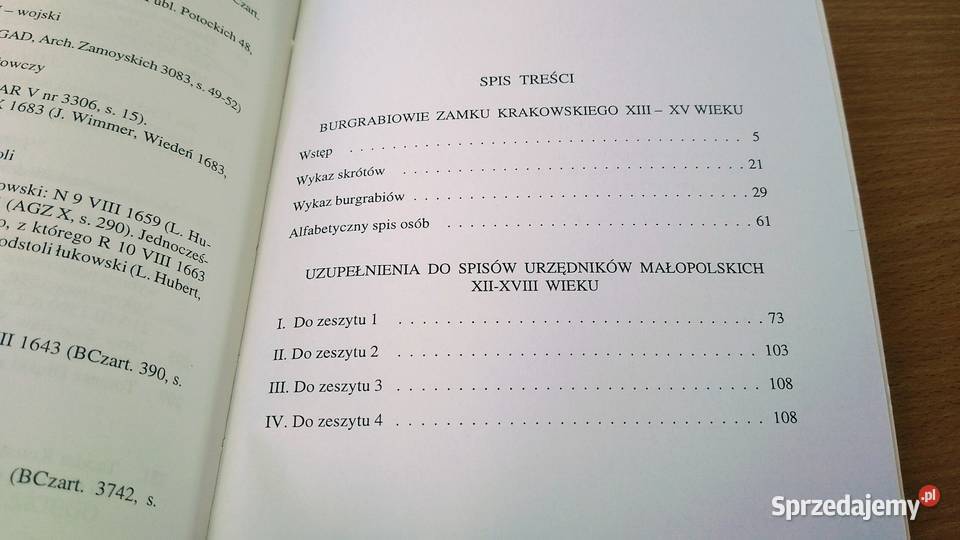 Czart.
ubl. Potockich 48,
– wojski
GAD, Arch. Zamoyskich 3083, s. 49-52)
owczy
AR V nr 3306, s. 15).
X 1683 (J. Wimmer, Wiedeń 1683,
oli
owski: N 9 VIII 1659 (L. Hu-
(AGZ X, s. 290). Jednocześ-
o, z którego R 10 VIII 1663
odstoli łukowski (L. Hubert,
II 1643 (BCzart. 390, s.
(BCzart. 3742, s.
SPIS TREŚCI
BURGRABIOWIE ZAMKU KRAKOWSKIEGO XIII – XV WIEKU
Wstęp . . . . . . . . . . . . . . . . . . . . . . . . . . . . . . 5
Wykaz skrótów . . . . . . . . . . . . . . . . . . . . . . . . . . 21
Wykaz burgrabiów . . . . . . . . . . . . . . . . . . . . . . . . . 29
Alfabetyczny spis osób . . . . . . . . . . . . . . . . . . . . . . . 61
UZUPEŁNIENIA DO SPISÓW URZĘDNIKÓW MAŁOPOLSKICH
XII-XVIII WIEKU
I. Do zeszytu 1 . . . . . . . . . . . . . . . . . . . . . . . . . . 73
II. Do zeszytu 2 . . . . . . . . . . . . . . . . . . . . . . . . . . 103
III. Do zeszytu 3 . . . . . . . . . . . . . . . . . . . . . . . . . . 108
IV. Do zeszytu 4 . . . . . . . . . . . . . . . . . . . . . . . . . . 108
Sprzedajemy.pl